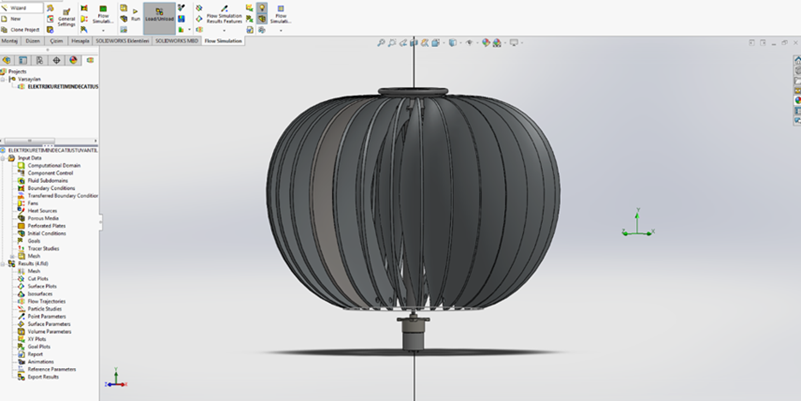 Wizard
New
Clone Project
General Settings
Flow Simulati...
Run
Load/Unload
Flow Simulation Results Features
Flow Simulati...
Montaj Düzen Çizim Hesapla SOLIDWORKS Eklentileri SOLIDWORKS MBD Flow Simulation
Projects
Varsayılan
ELEKTRIKURETIMINDECATIUS
ELEKTRIKURETIMINDECATIUSTUVANTIL
Input Data
Computational Domain
Component Control
Fluid Subdomains
Boundary Conditions
Transferred Boundary Condition
Fans
Heat Sources
Porous Media
Perforated Plates
Initial Conditions
Goals
Tracer Studies
Mesh
Results (4.fld)
Mesh
Cut Plots
Surface Plots
Isosurfaces
Flow Trajectories
Particle Studies
Point Parameters
Surface Parameters
Volume Parameters
XY Plots
Goal Plots
Report
Animations
Reference Parameters
Export Results